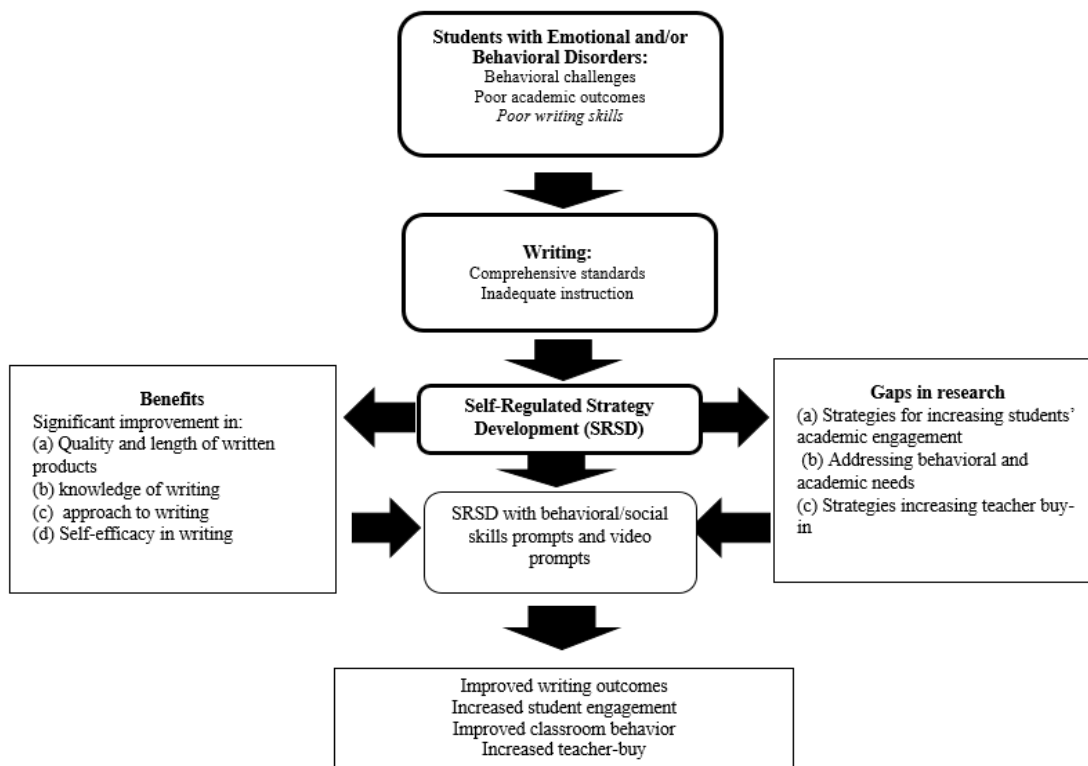 Students with Emotional and/or
Behavioral Disorders:
Behavioral challenges
Poor academic outcomes
Poor writing skills
Writing:
Comprehensive standards
Inadequate instruction
Benefits
Significant improvement in:
(a) Quality and length of written
products
(b) knowledge of writing
(c) approach to writing
(d) Self-efficacy in writing
Self-Regulated Strategy
Development (SRSD)
Gaps in research
(a) Strategies for increasing students’
academic engagement
(b) Addressing behavioral and
academic needs
(c) Strategies increasing teacher buy-
in
SRSD with behavioral/social
skills prompts and video
prompts
Improved writing outcomes
Increased student engagement
Improved classroom behavior
Increased teacher-buy